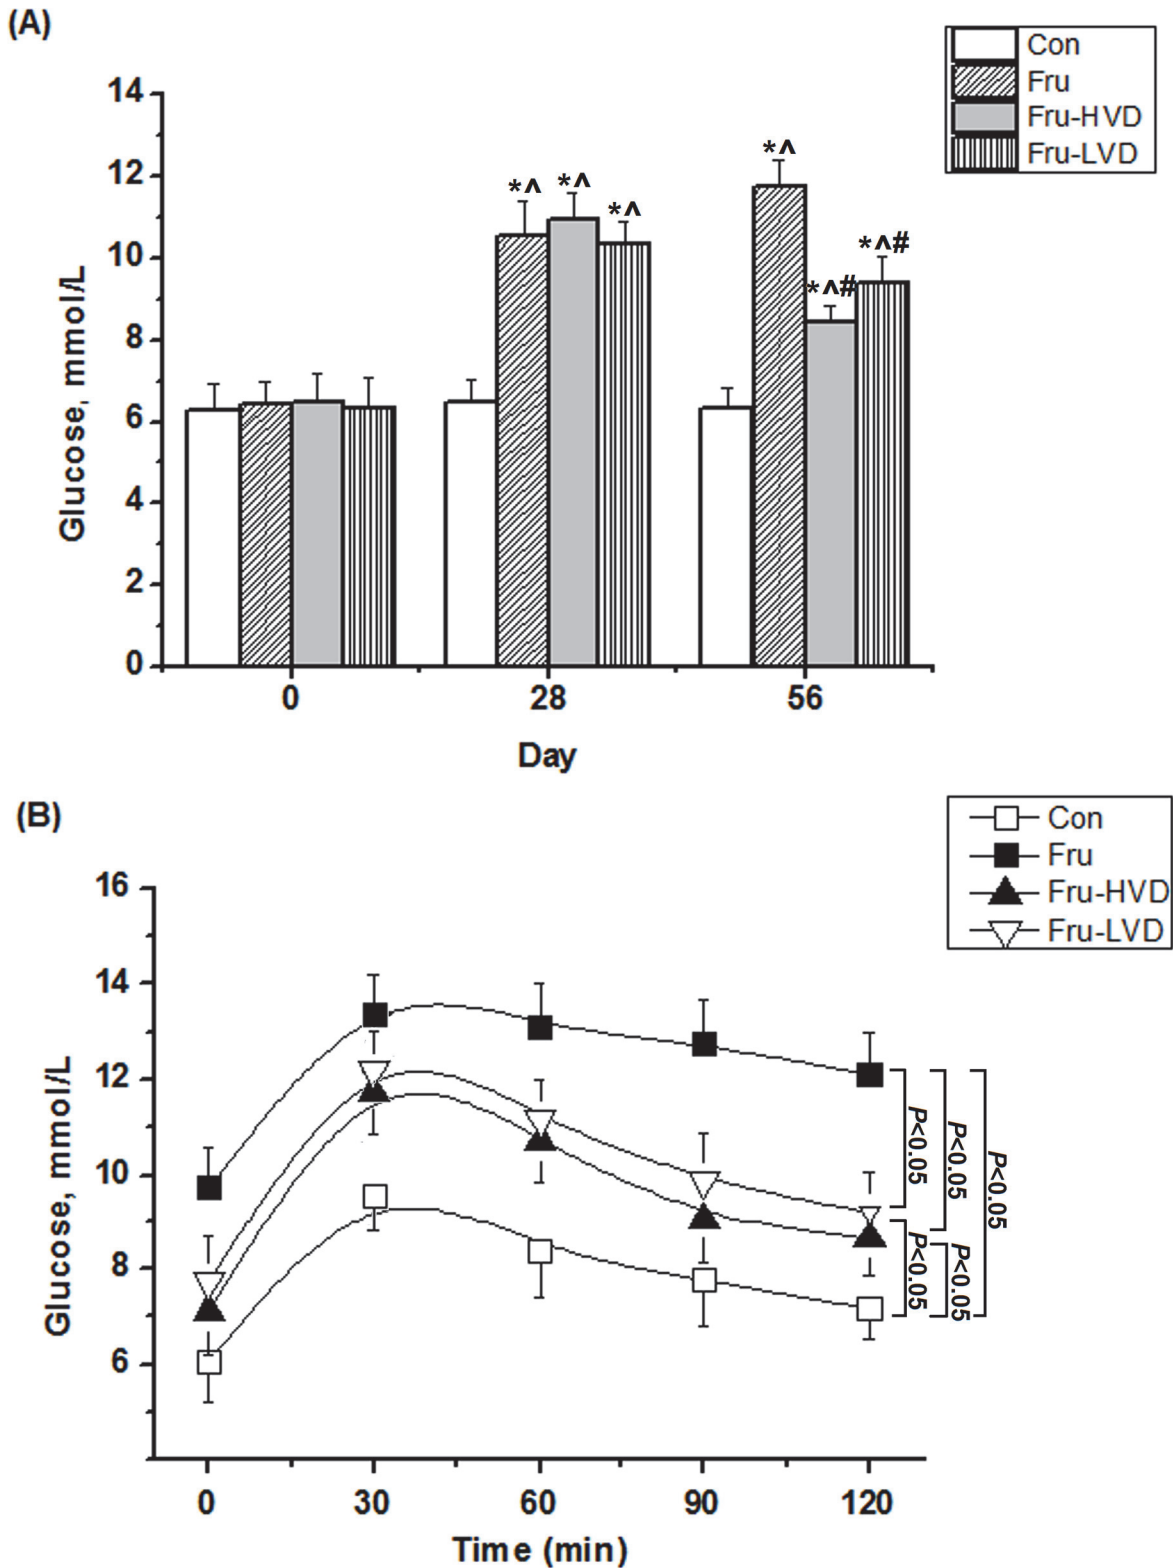 (A)
Con
Fru
Fru-HVD
Fru-LVD
Glucose, mmol/L
14
12
10
8
6
4
2
0
*^
*^
*^
*^
*^#
*^#
0 28 56
Day
(B)
Con
Fru
Fru-HVD
Fru-LVD
Glucose, mmol/L
16
14
12
10
8
6
P<0.05
P<0.05
P<0.05
P<0.05
P<0.05
0 30 60 90 120
Time (min)